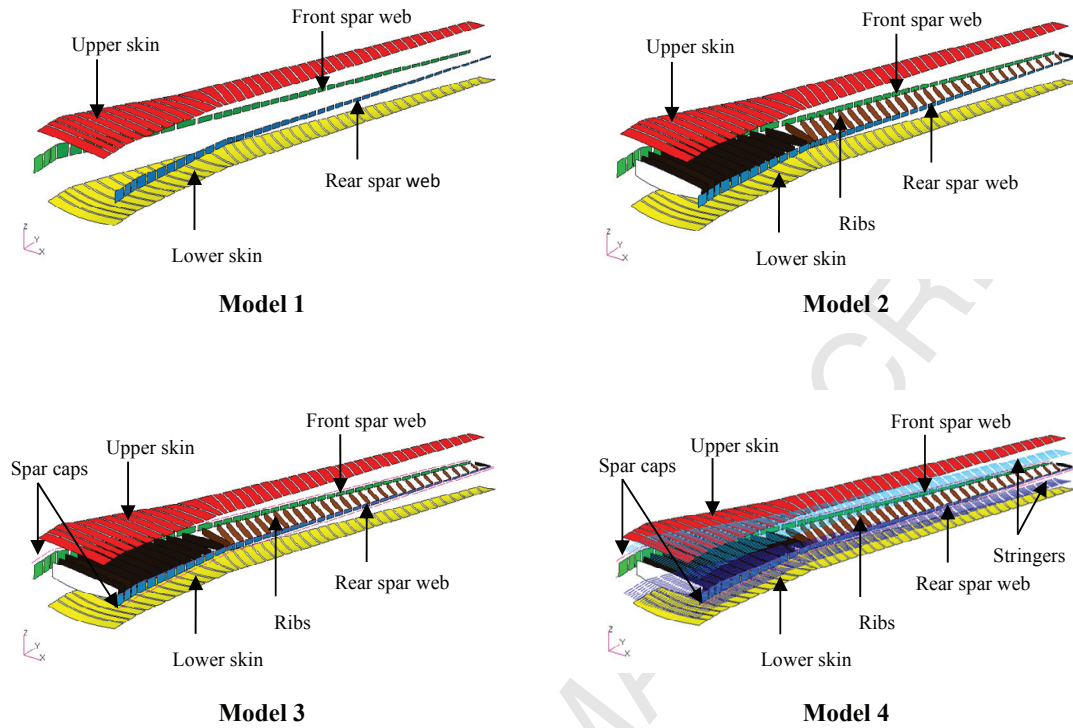 Front spar web
Upper skin
Rear spar web
Lower skin
Z
Y
X
Model 1
Front spar web
Upper skin
Rear spar web
Ribs
Lower skin
Z
Y
X
Model 2
Front spar web
Upper skin
Spar caps
Rear spar web
Ribs
Lower skin
Z
Y
X
Model 3
Front spar web
Upper skin
Spar caps
Stringers
Rear spar web
Ribs
Lower skin
Z
Y
X
Model 4